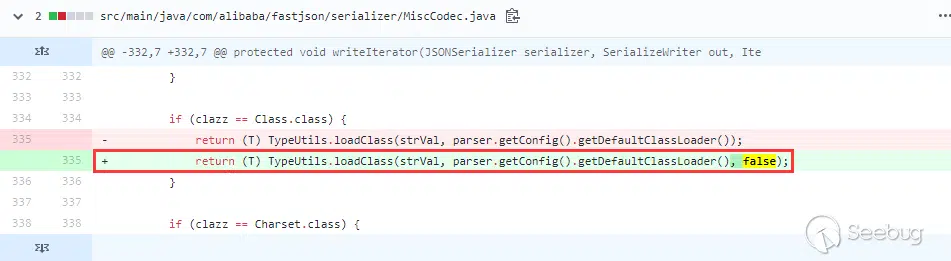 2 src/main/java/com/alibaba/fastjson/serializer/MiscCodec.java
@@ -332,7 +332,7 @@ protected void writeIterator(JSONSerializer serializer, SerializeWriter out, Ite
332 332 }
333 333
334 334 if (clazz == Class.class) {
335 - return (T) TypeUtils.loadClass(strVal, parser.getConfig().getDefaultClassLoader());
335 + return (T) TypeUtils.loadClass(strVal, parser.getConfig().getDefaultClassLoader(), false);
336 336 }
337 337
338 338 if (clazz == Charset.class) {
Seebug